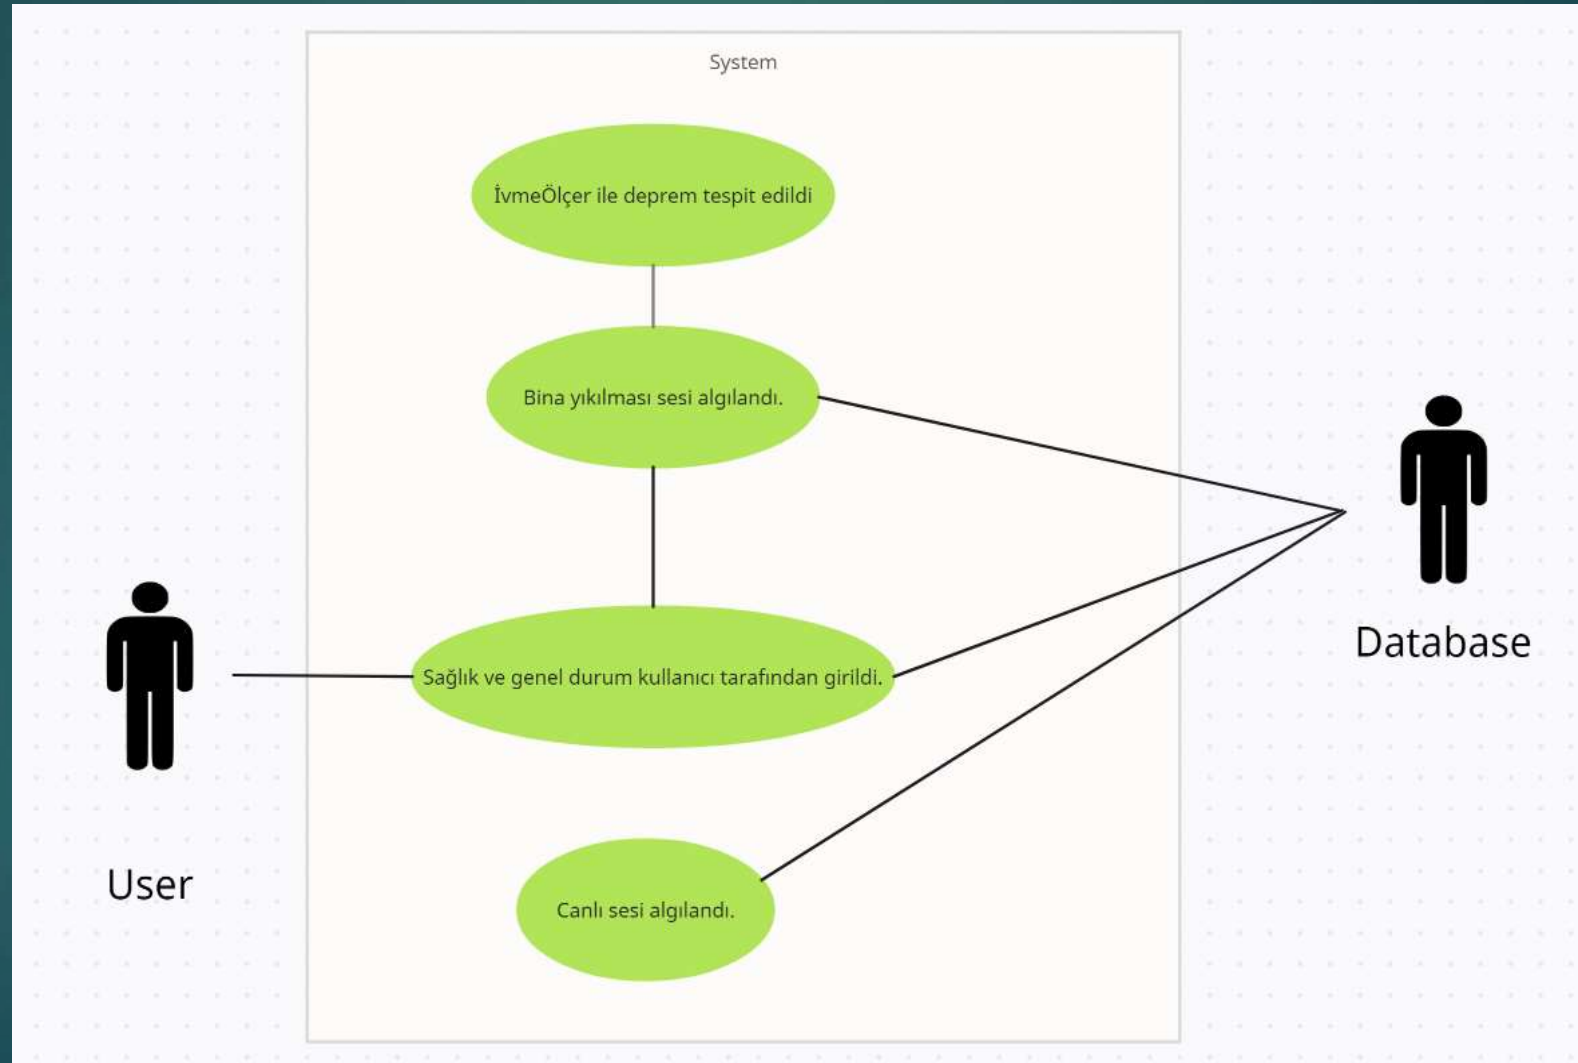 System
İvmeÖlçer ile deprem tespit edildi
Bina yıkılması sesi algılandı.
Sağlık ve genel durum kullanıcı tarafından girildi.
Canlı sesi algılandı.
User
Database